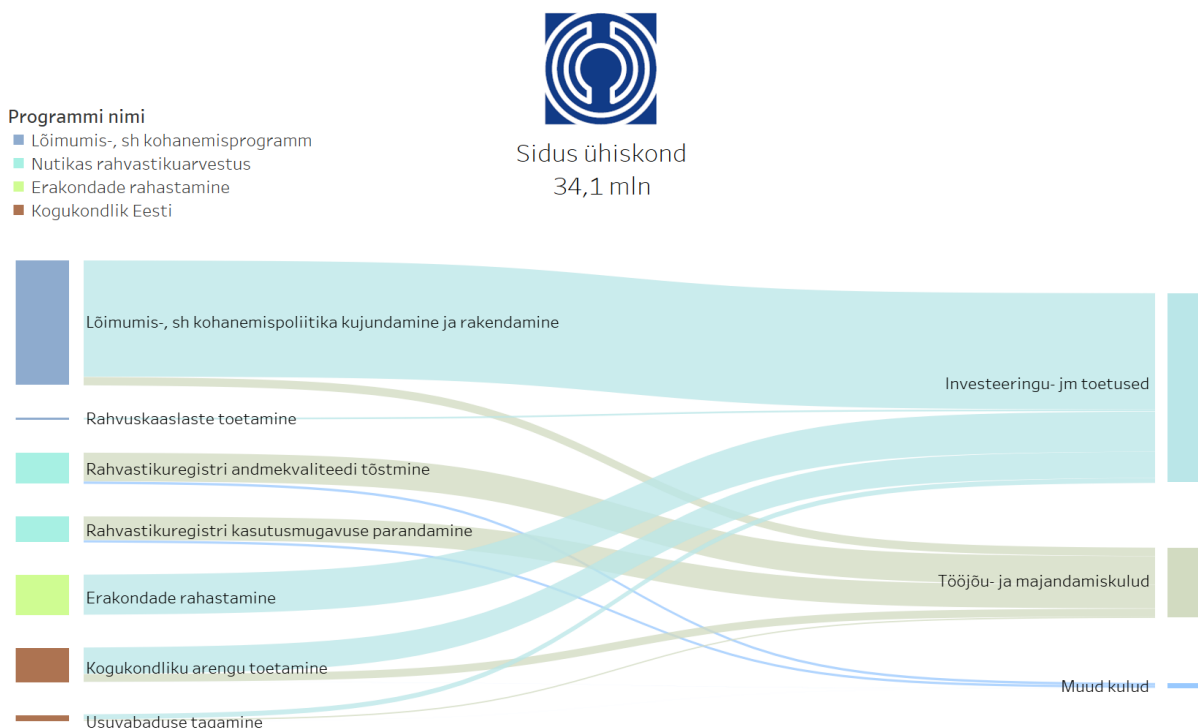 Sidus ühiskond
34,1 mln
Programmi nimi
Lõimumis-, sh kohanemisprogramm
Nutikas rahvastikuarvestus
Erakondade rahastamine
Kogukondlik Eesti
Lõimumis-, sh kohanemispoliitika kujundamine ja rakendamine
Investeeringu- jm toetused
Rahvuskaaslaste toetamine
Rahvastikuregistri andmekvaliteedi tõstmine
Rahvastikuregistri kasutusmugavuse parandamine
Tööjõu- ja majandamiskulud
Erakondade rahastamine
Kogukondliku arengu toetamine
Muud kulud
Usuvabaduse tagamine